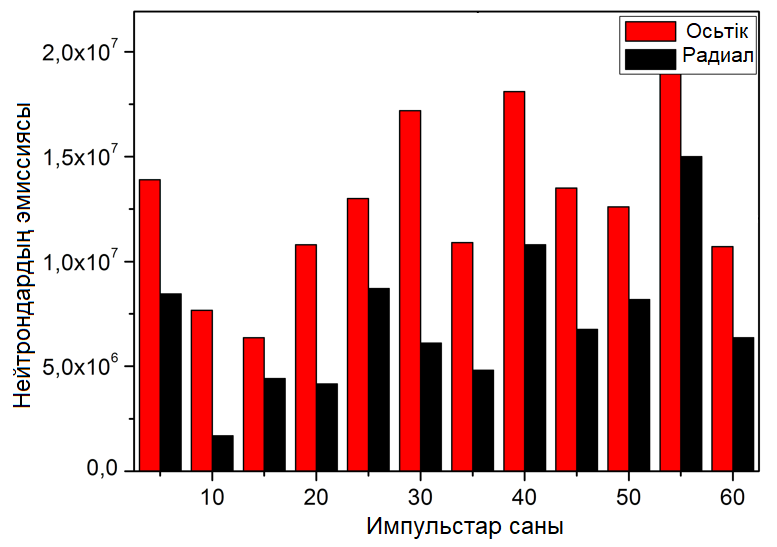 Осьтік
Радиал
Нейтрондардың эмиссиясы
2,0x10⁷
1,5x10⁷
1,0x10⁷
5,0x10⁶
0,0
10 20 30 40 50 60
Импульстар саны